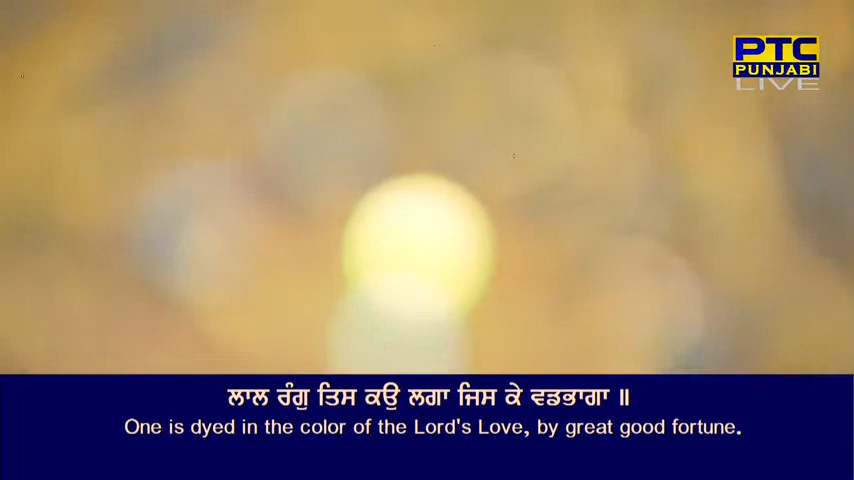 PTC
PUNJABI
LIVE
ਲਾਲ ਰੰਗੁ ਤਿਸ ਕਉ ਲਗਾ ਜਿਸ ਕੇ ਵਡਭਾਗਾ ॥
One is dyed in the color of the Lord's Love, by great good fortune.